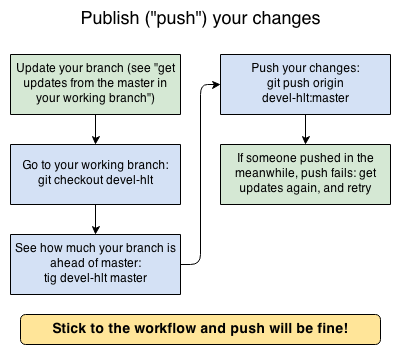 Publish ("push") your changes
Update your branch (see "get
updates from the master in
your working branch")
Go to your working branch:
git checkout devel-hlt
See how much your branch is
ahead of master:
tig devel-hlt master
Push your changes:
git push origin
devel-hlt:master
If someone pushed in the
meanwhile, push fails: get
updates again, and retry
Stick to the workflow and push will be fine!